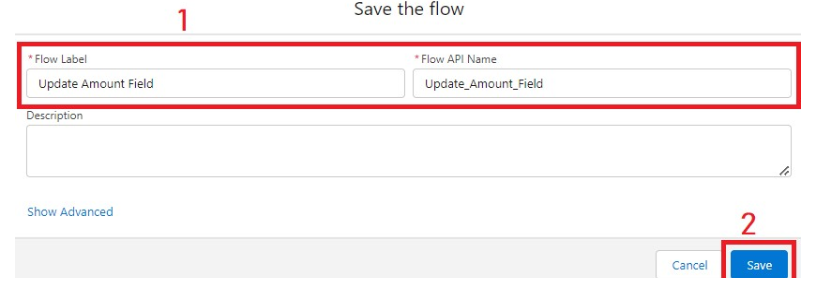 1
Save the flow
* Flow Label
* Flow API Name
Update Amount Field
Update_Amount_Field
Description
Show Advanced
2
Cancel
Save